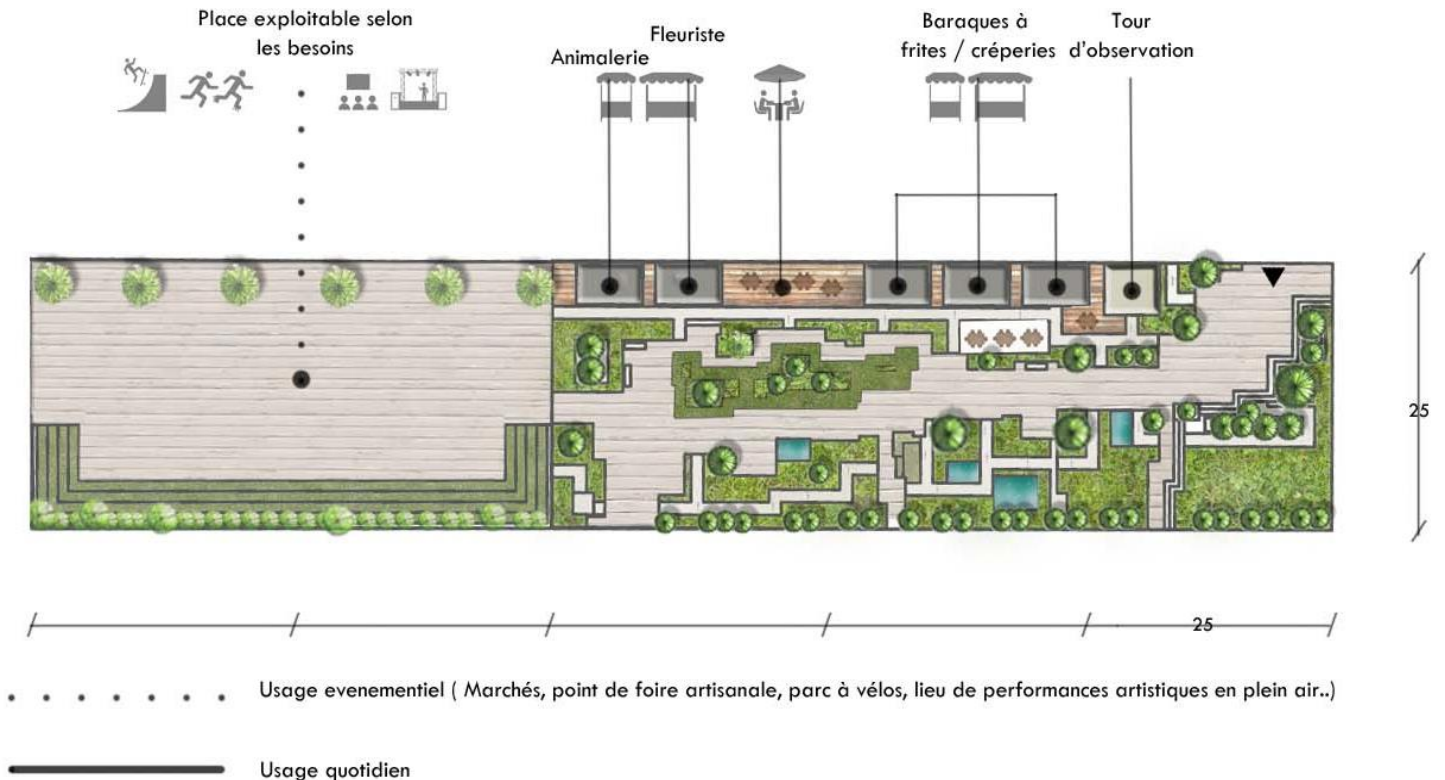 Place exploitable selon
les besoins
Animalerie
Fleuriste
Baraques à
frites / créperies
Tour
d'observation
25
25
Usage evenementiel ( Marchés, point de foire artisanale, parc à vélos, lieu de performances artistiques en plein air..)
Usage quotidien